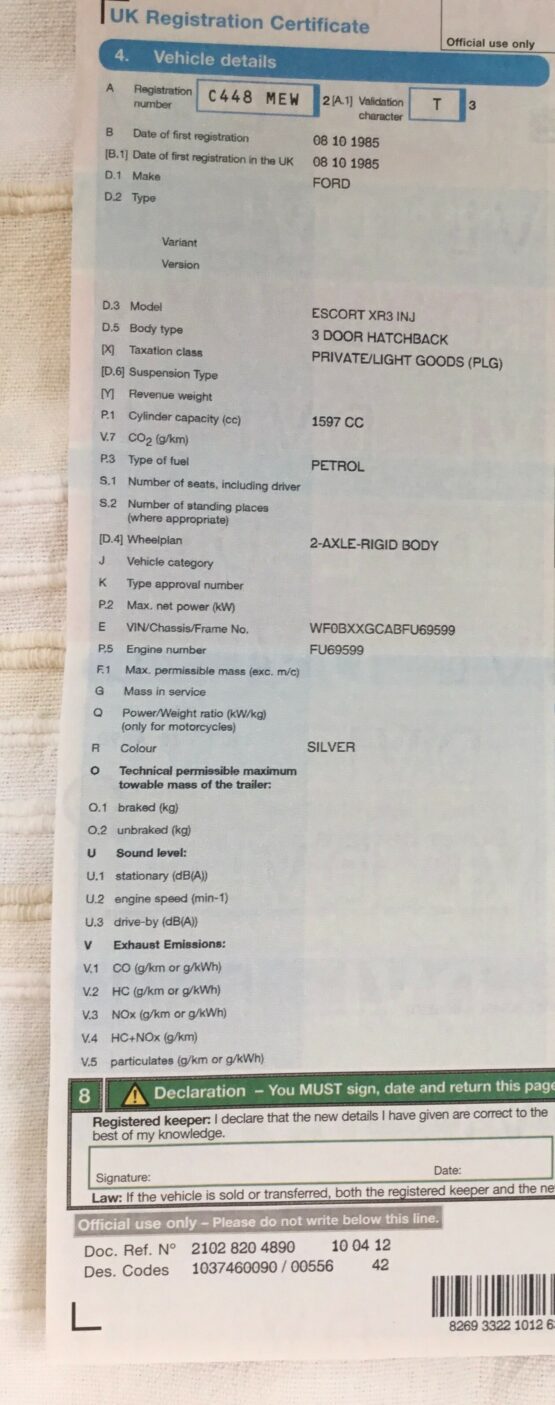 UK Registration Certificate
Official use only
4. Vehicle details
A Registration number C448 MEW 2 [A.1] Validation character T 3
B Date of first registration 08 10 1985
[B.1] Date of first registration in the UK 08 10 1985
D.1 Make FORD
D.2 Type
Variant
Version
D.3 Model ESCORT XR3 INJ
D.5 Body type 3 DOOR HATCHBACK
[X] Taxation class PRIVATE/LIGHT GOODS (PLG)
[D.6] Suspension Type
[Y] Revenue weight
P.1 Cylinder capacity (cc) 1597 CC
V.7 CO2 (g/km)
P.3 Type of fuel PETROL
S.1 Number of seats, including driver
S.2 Number of standing places
(where appropriate)
[D.4] Wheelplan 2-AXLE-RIGID BODY
J Vehicle category
K Type approval number
P.2 Max. net power (kW)
E VIN/Chassis/Frame No. WF0BXXGCABFU69599
P.5 Engine number FU69599
F.1 Max. permissible mass (exc. m/c)
G Mass in service
Q Power/Weight ratio (kW/kg)
(only for motorcycles)
R Colour SILVER
O Technical permissible maximum
towable mass of the trailer:
O.1 braked (kg)
O.2 unbraked (kg)
U Sound level:
U.1 stationary (dB(A))
U.2 engine speed (min-1)
U.3 drive-by (dB(A))
V Exhaust Emissions:
V.1 CO (g/km or g/kWh)
V.2 HC (g/km or g/kWh)
V.3 NOx (g/km or g/kWh)
V.4 HC+NOx (g/km)
V.5 particulates (g/km or g/kWh)
8 Declaration – You MUST sign, date and return this page
Registered keeper: I declare that the new details I have given are correct to the
best of my knowledge.
Signature: Date:
Law: If the vehicle is sold or transferred, both the registered keeper and the
Official use only – Please do not write below this line.
Doc. Ref. N° 2102 820 4890 10 04 12
Des. Codes 1037460090 / 00556 42
8269 3322 1012